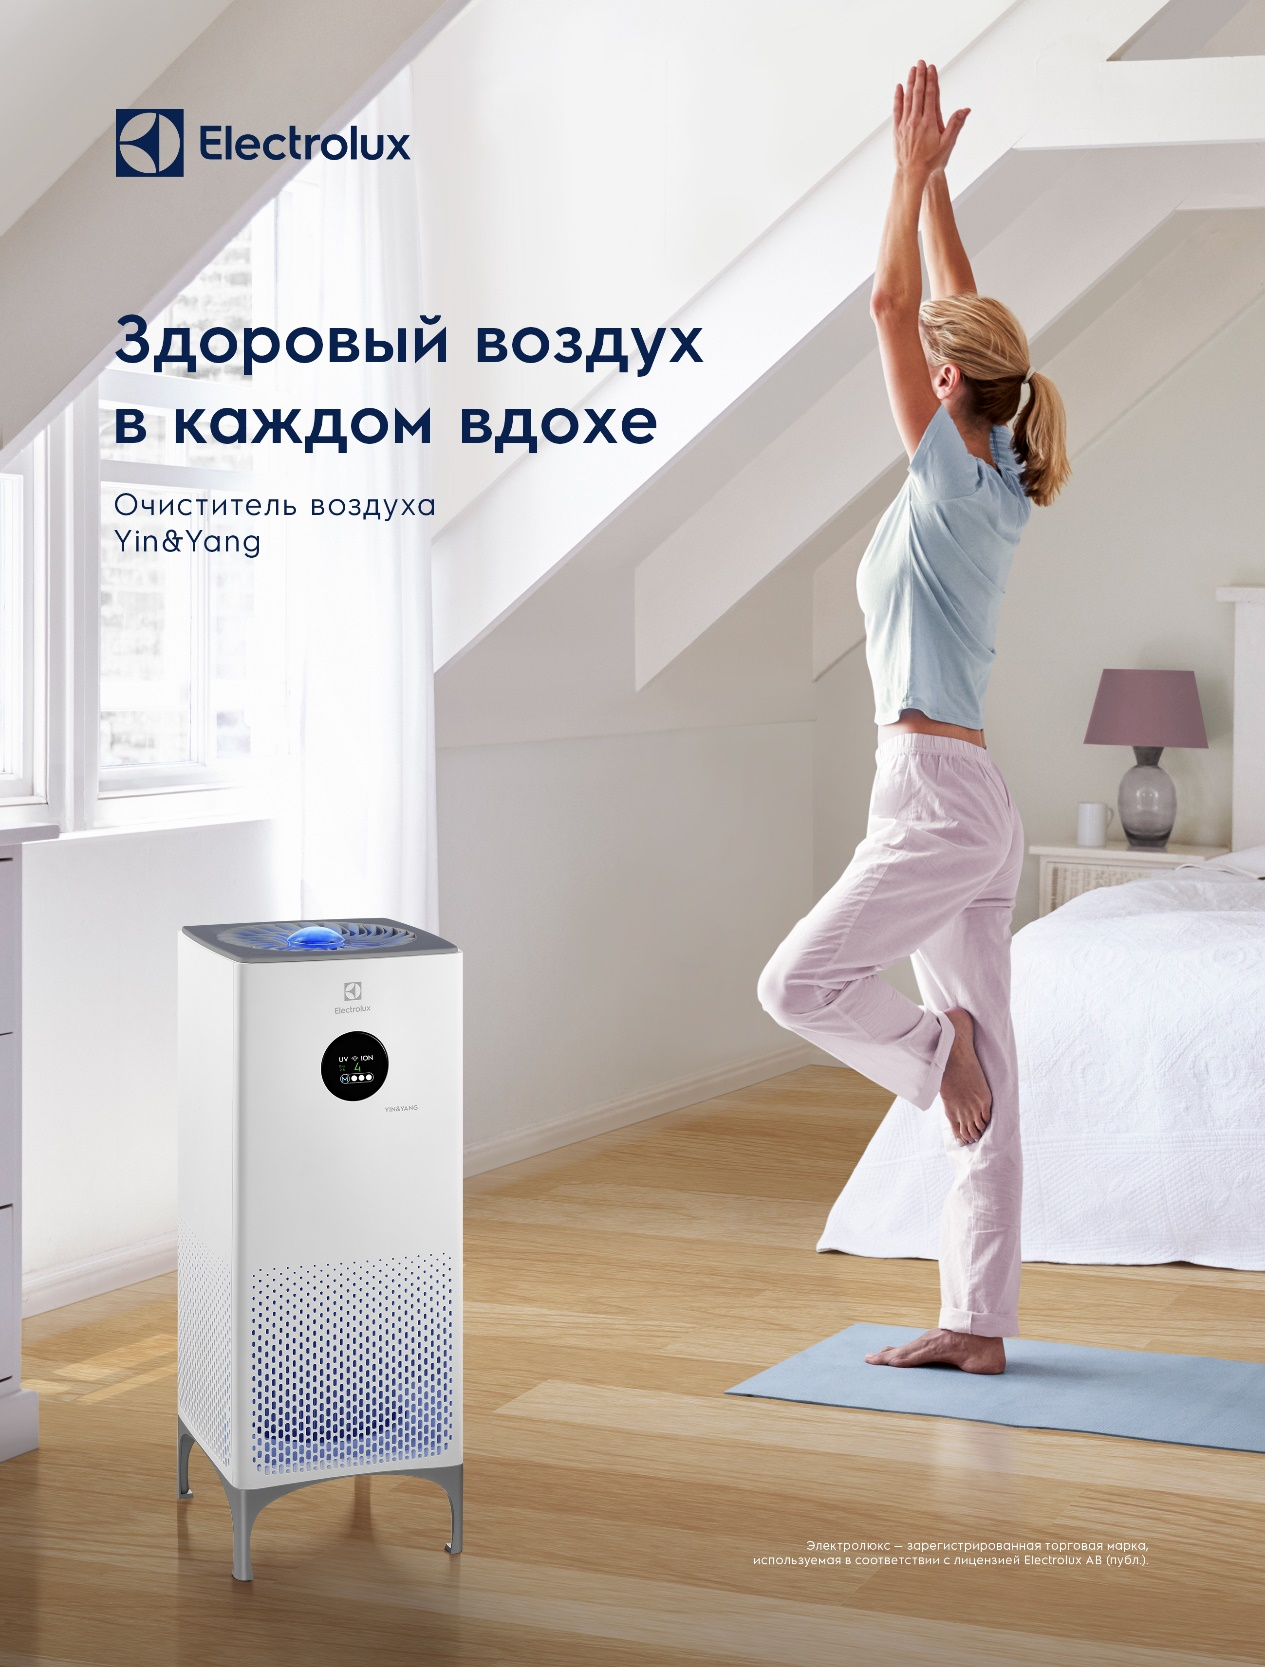 Electrolux
Здоровый воздух
в каждом вдохе
Очиститель воздуха
Yin&Yang
Electrolux
UV ION
4
M
YIN&YANG
Электролюкс – зарегистрированная торговая марка,
используемая в соответствии с лицензией Electrolux AB (публ.).